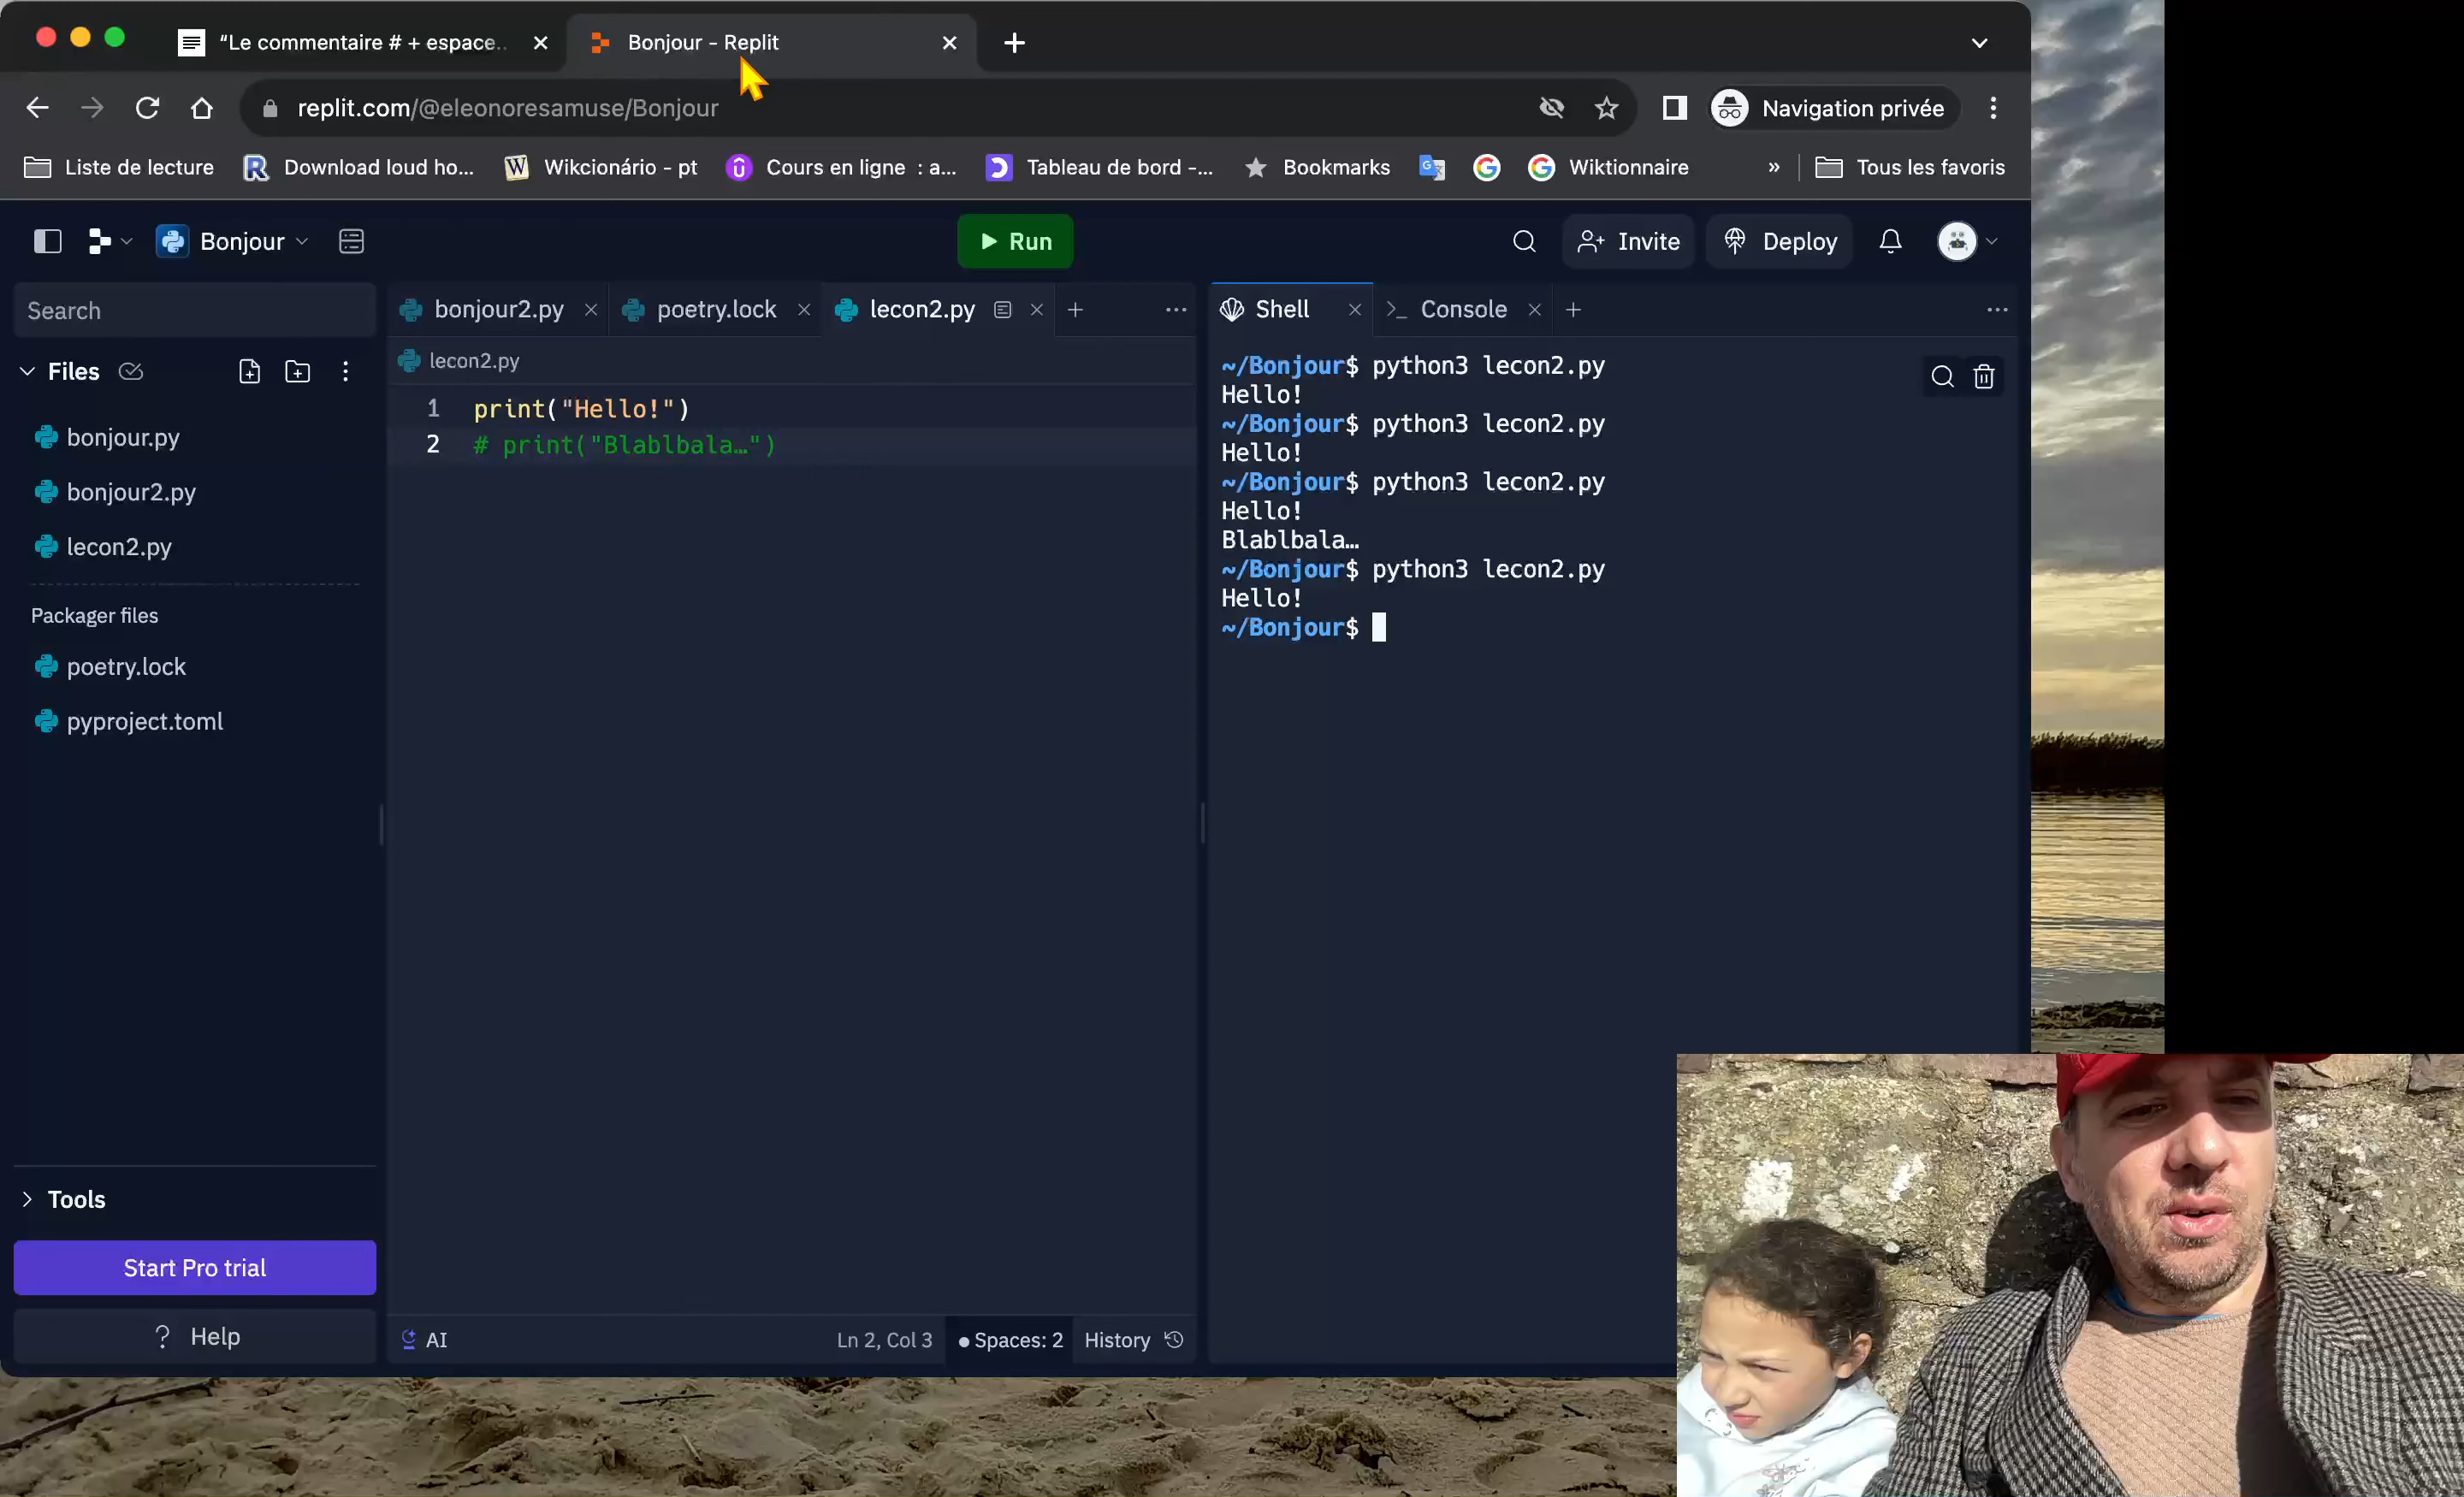 “Le commentaire # + espace..
Bonjour - Replit
replit.com/@eleonoresamuse/Bonjour
Navigation privée
Liste de lecture
Download loud ho...
Wikcionário - pt
Cours en ligne : a...
Tableau de bord -...
Bookmarks
Wiktionnaire
»
Tous les favoris
Bonjour
Run
Invite
Deploy
Search
Files
bonjour.py
bonjour2.py
lecon2.py
Packager files
poetry.lock
pyproject.toml
Tools
Start Pro trial
? Help
bonjour2.py
poetry.lock
lecon2.py
lecon2.py
1 print("Hello!")
2 # print("Blablbala…")
AI
Ln 2, Col 3
Spaces: 2
History
Shell
Console
~/Bonjour$ python3 lecon2.py
Hello!
~/Bonjour$ python3 lecon2.py
Hello!
~/Bonjour$ python3 lecon2.py
Hello!
Blablbala…
~/Bonjour$ python3 lecon2.py
Hello!
~/Bonjour$